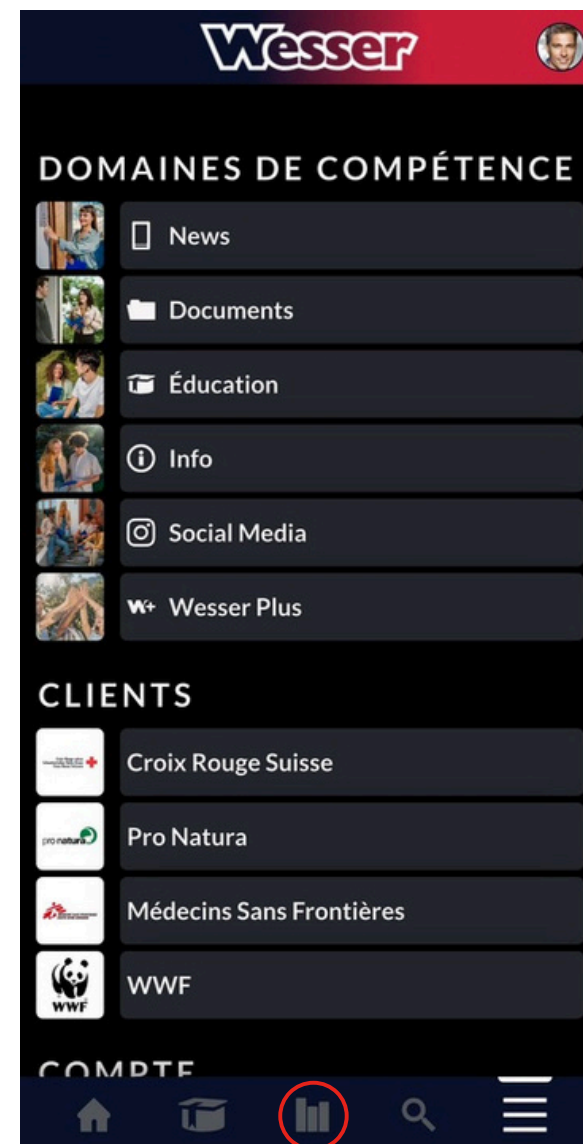 Wesser
DOMAINES DE COMPÉTENCE
News
Documents
Éducation
Info
Social Media
W+ Wesser Plus
CLIENTS
Croix Rouge Suisse
pro natura
Pro Natura
Médecins Sans Frontières
WWF
WWF
COMPTE